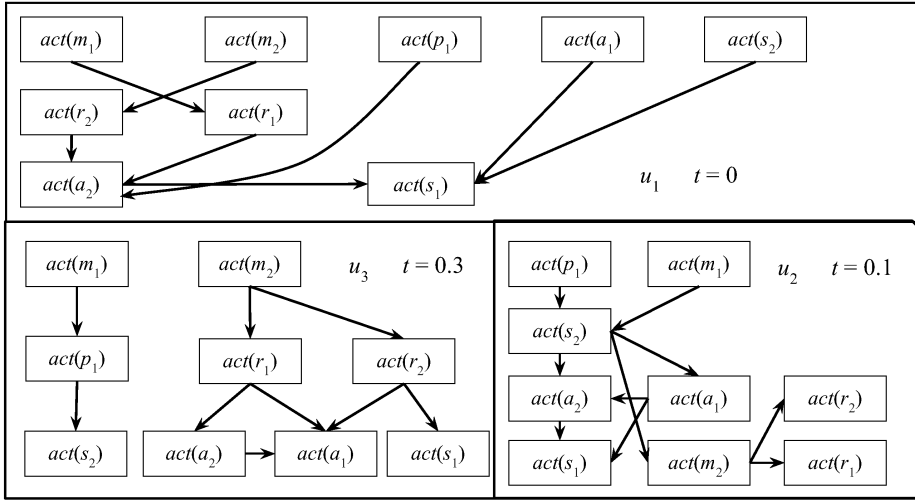 act(m₁) act(m₂) act(p₁) act(a₁) act(s₂)
act(r₂) act(r₁)
act(a₂) act(s₁) u₁ t = 0
act(m₁) act(m₂) u₃ t = 0.3
act(p₁) act(r₁) act(r₂)
act(s₂) act(a₂) act(a₁) act(s₁)
act(p₁) act(m₁) u₂ t = 0.1
act(s₂)
act(a₂) act(a₁) act(r₂)
act(s₁) act(m₂) act(r₁)